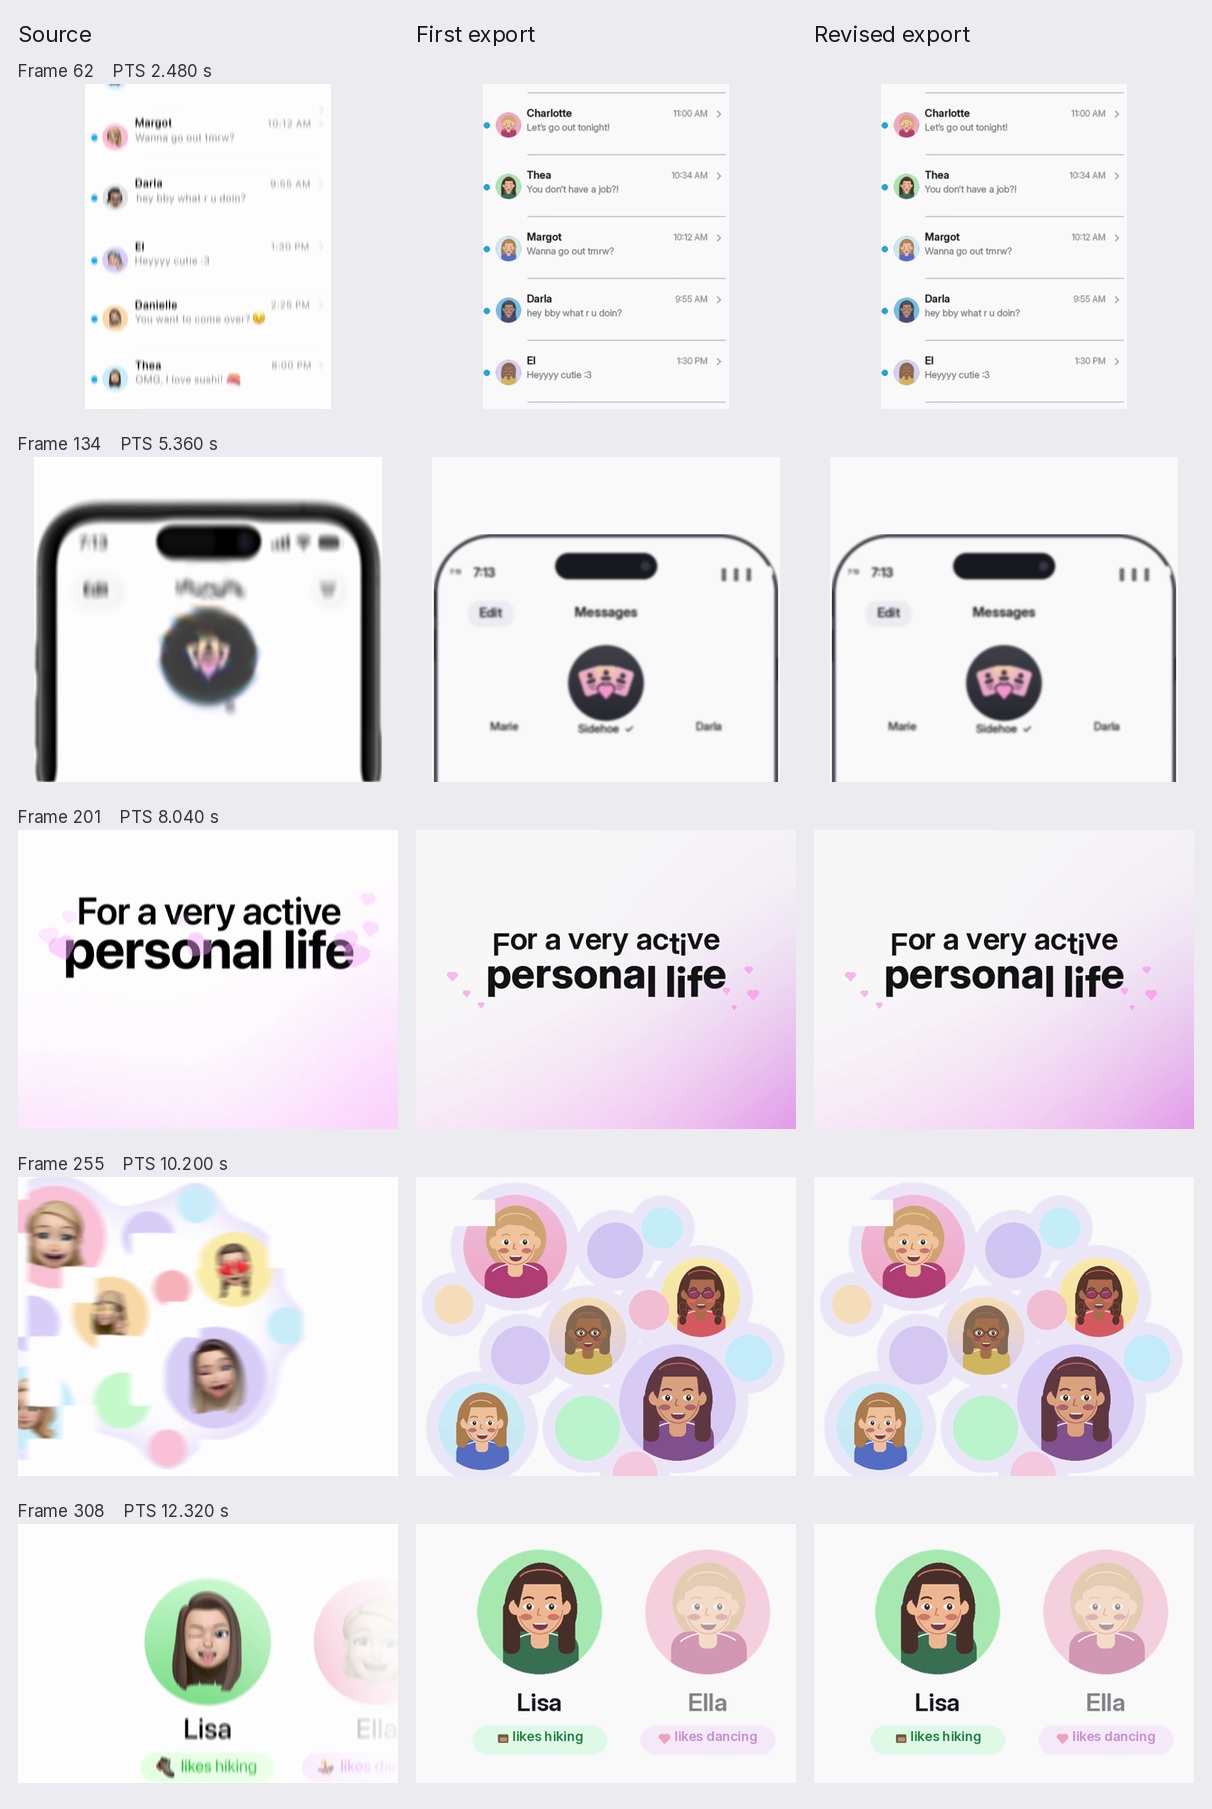 Source
First export
Revised export
Frame 62 PTS 2.480 s
Margot 10:12 AM
Wanna go out tmrw?
Darla 9:55 AM
hey bby what r u doin?
El 1:30 PM
Heyyyy cutie :3
Danielle 2:25 PM
You want to come over?
Thea 8:00 PM
OMG, I love sushi!
Charlotte 11:00 AM
Let's go out tonight!
Thea 10:34 AM
You don't have a job?!
Margot 10:12 AM
Wanna go out tmrw?
Darla 9:55 AM
hey bby what r u doin?
El 1:30 PM
Heyyyy cutie :3
Charlotte 11:00 AM
Let's go out tonight!
Thea 10:34 AM
You don't have a job?!
Margot 10:12 AM
Wanna go out tmrw?
Darla 9:55 AM
hey bby what r u doin?
El 1:30 PM
Heyyyy cutie :3
Frame 134 PTS 5.360 s
7:13
Edit
7:13
Edit Messages
Marie Sidehoe ✓ Darla
7:13
Edit Messages
Marie Sidehoe ✓ Darla
Frame 201 PTS 8.040 s
For a very active
personal life
For a very active
personal life
For a very active
personal life
Frame 255 PTS 10.200 s
Frame 308 PTS 12.320 s
Lisa Ella
likes hiking likes dan
Lisa Ella
likes hiking likes dancing
Lisa Ella
likes hiking likes dancing